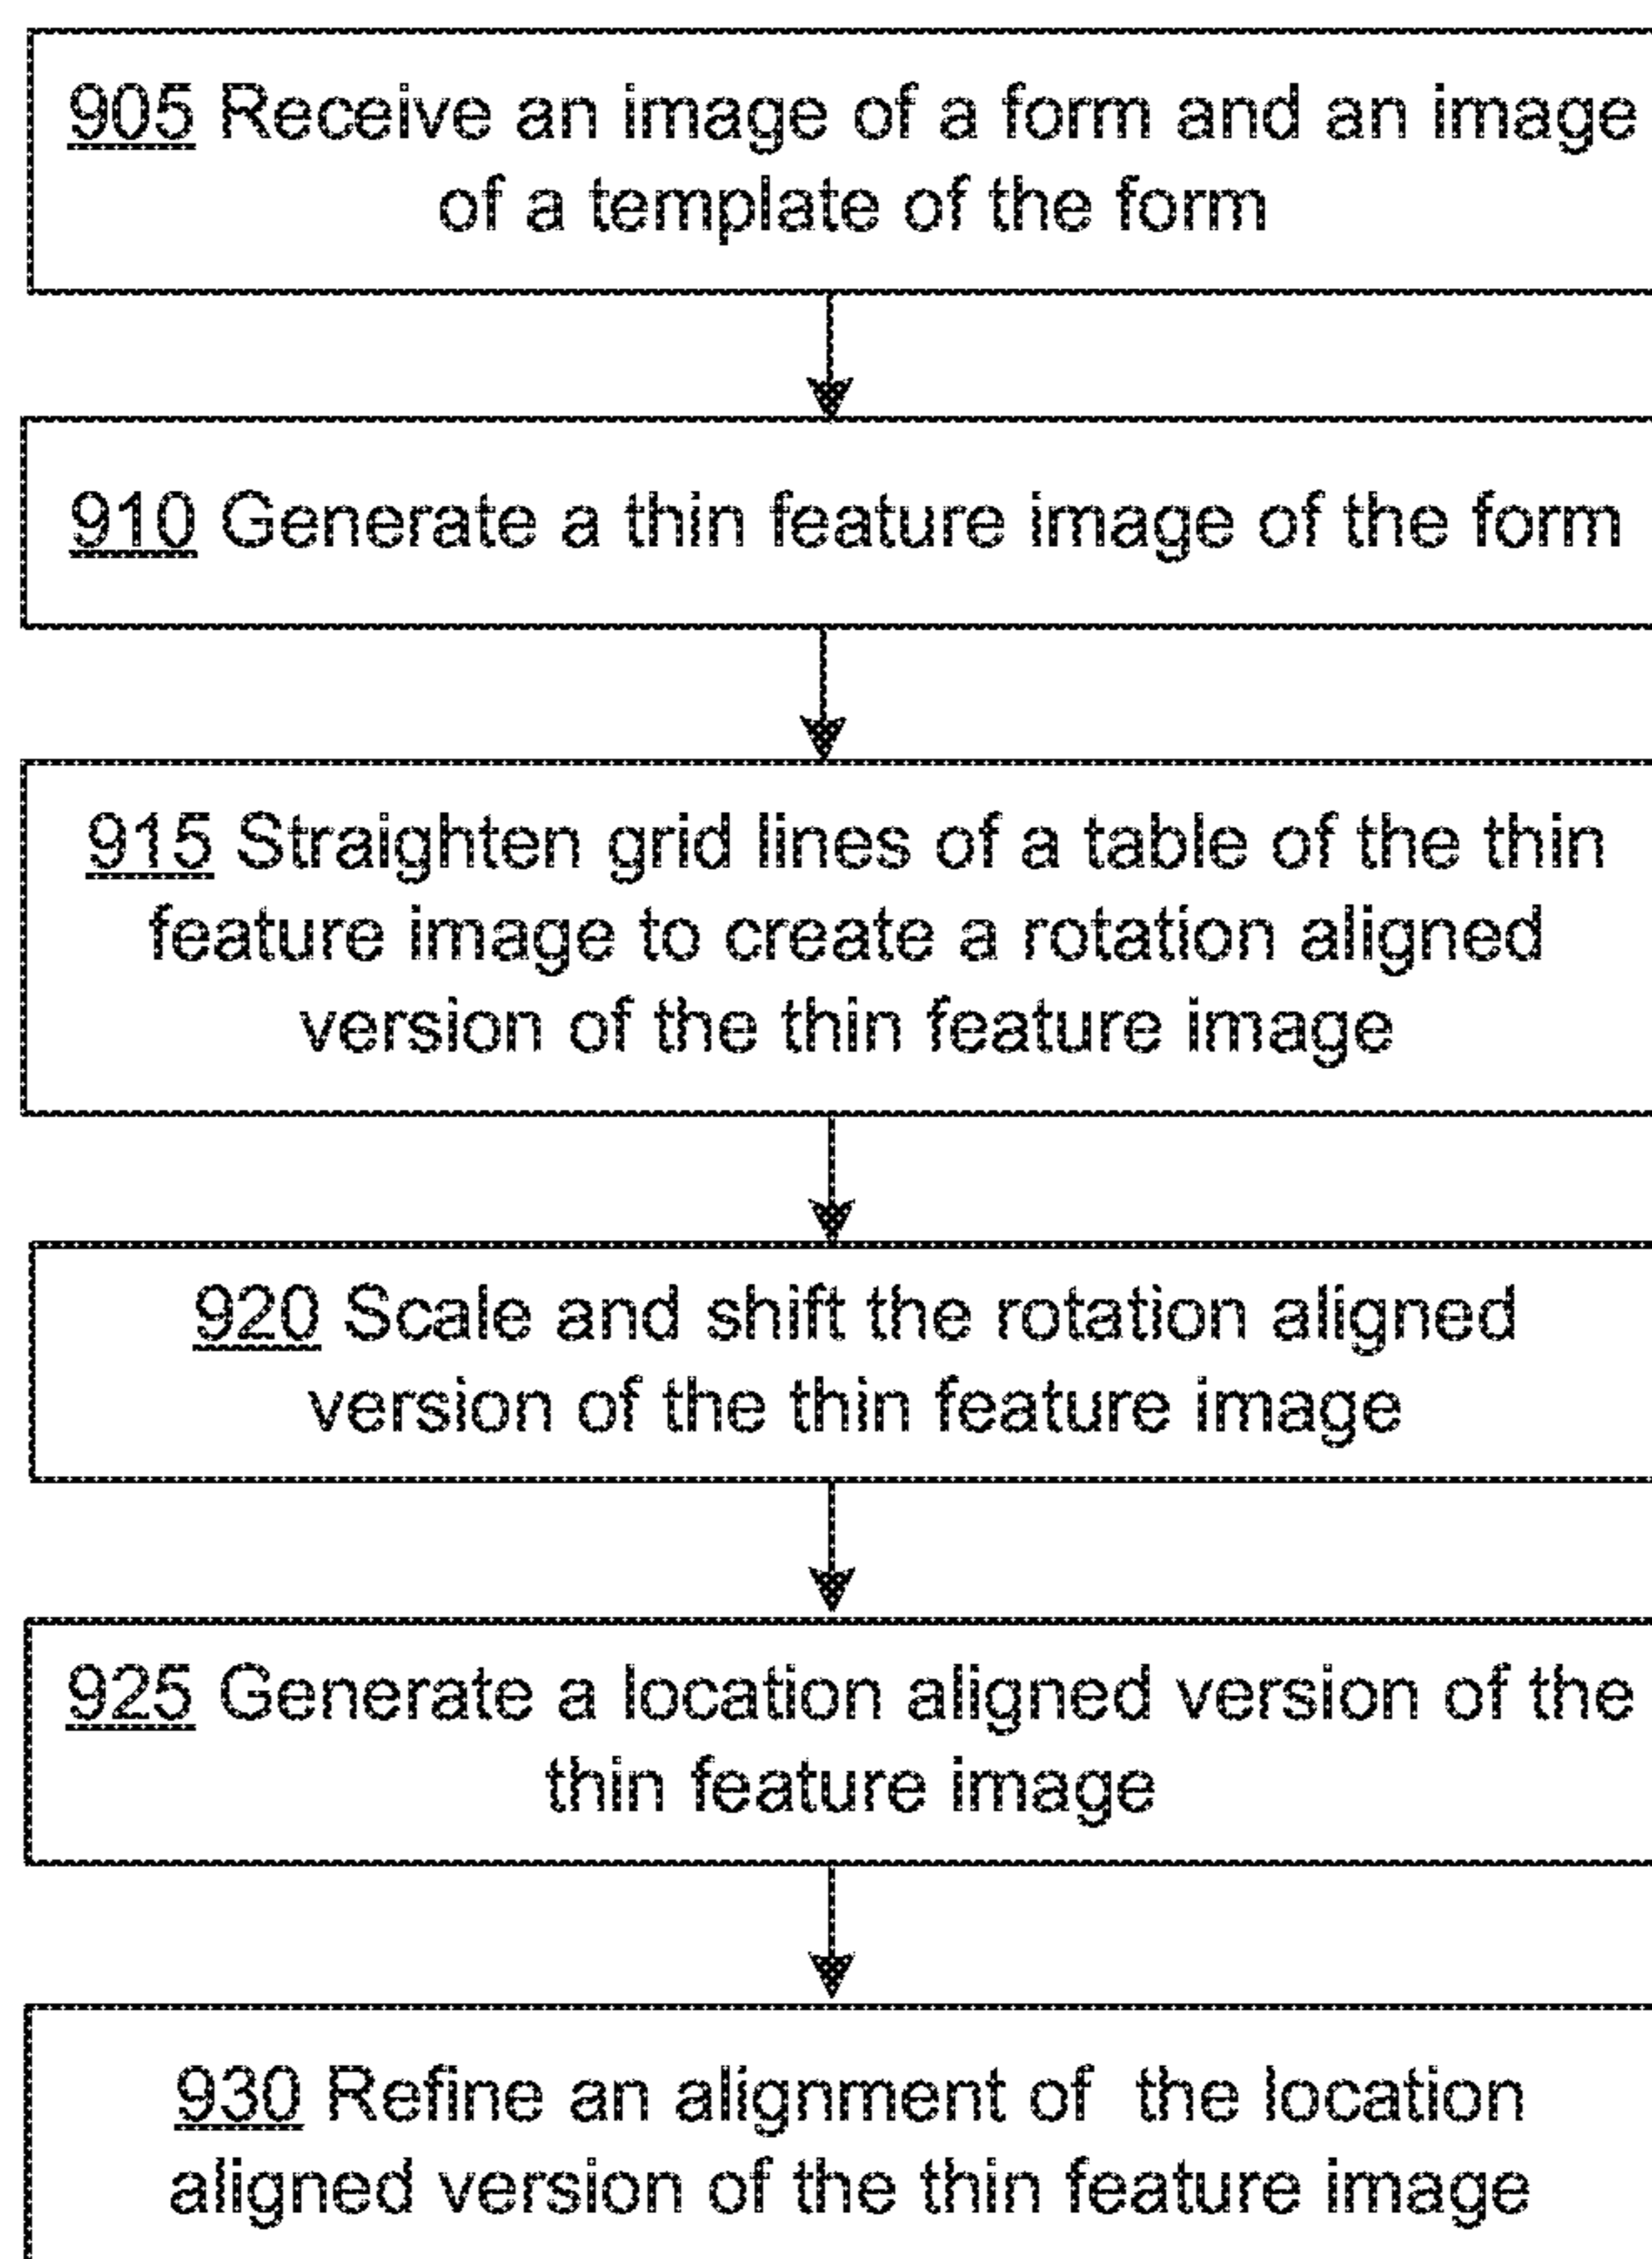 905 Receive an image of a form and an image
of a template of the form
910 Generate a thin feature image of the form
915 Straighten grid lines of a table of the thin
feature image to create a rotation aligned
version of the thin feature image
920 Scale and shift the rotation aligned
version of the thin feature image
925 Generate a location aligned version of the
thin feature image
930 Refine an alignment of the location
aligned version of the thin feature image